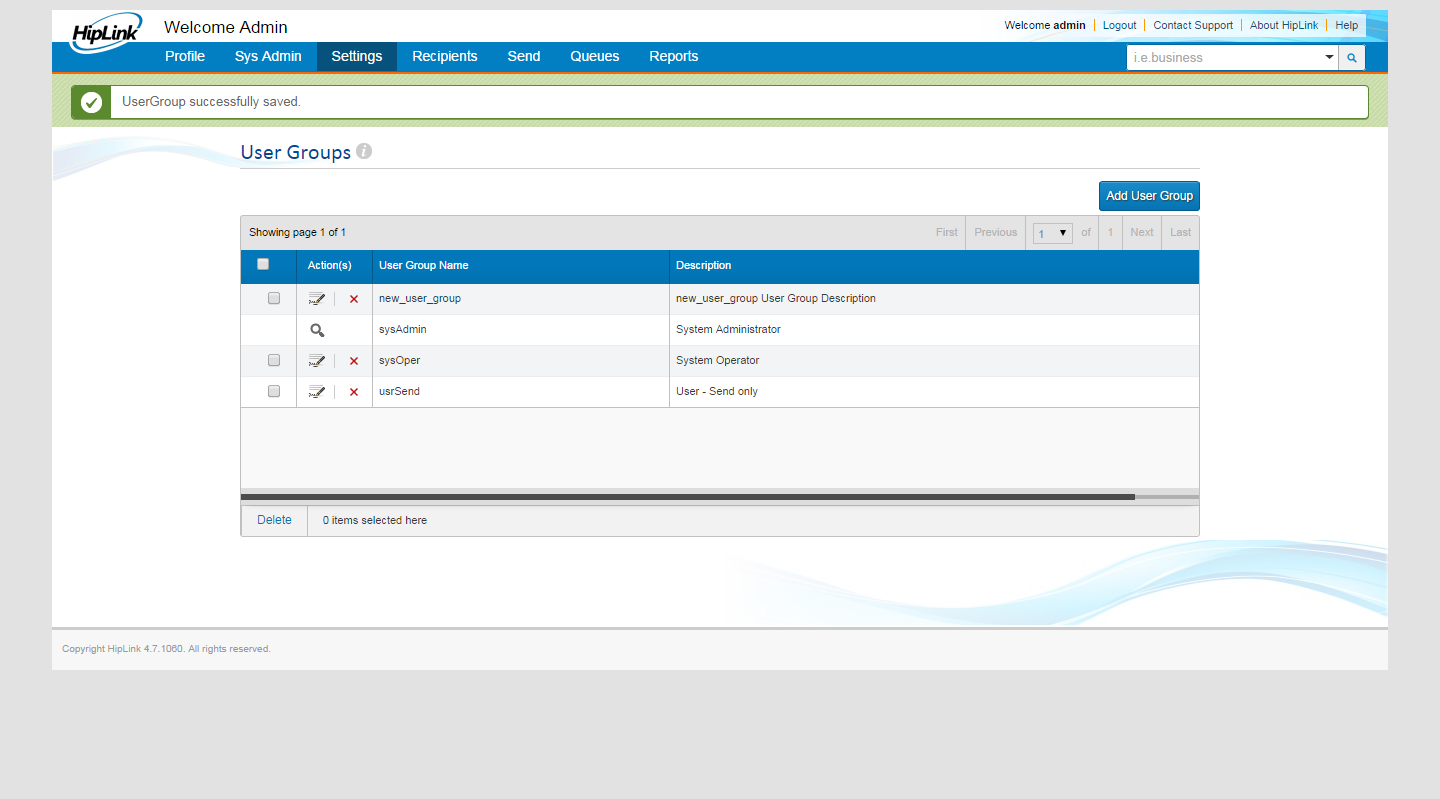 HipLink Welcome Admin Welcome admin Logout Contact Support About HipLink Help
Profile Sys Admin Settings Recipients Send Queues Reports i.e.business
UserGroup successfully saved.
User Groups i
Add User Group
Showing page 1 of 1 First Previous 1 of 1 Next Last
Action(s) User Group Name Description
new_user_group new_user_group User Group Description
sysAdmin System Administrator
sysOper System Operator
usrSend User - Send only
Delete 0 items selected here
Copyright HipLink 4.7.1060. All rights reserved.